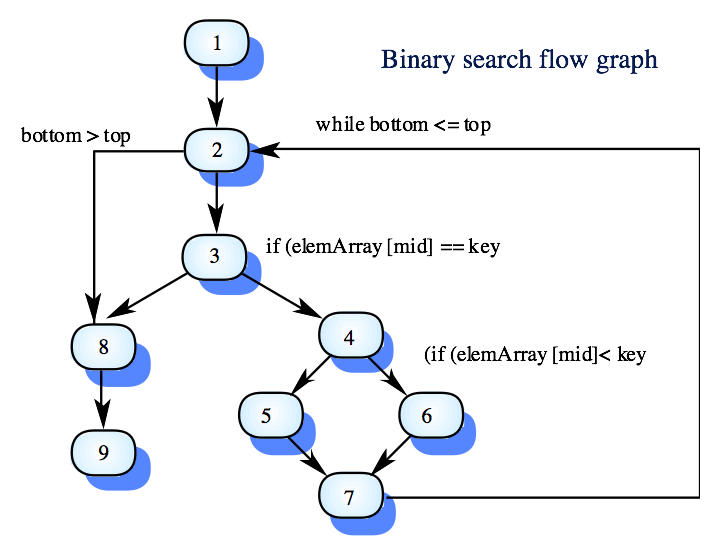 1
Binary search flow graph
while bottom <= top
bottom > top
2
3
if (elemArray [mid] == key
4
8
(if (elemArray [mid]< key
5
6
9
7